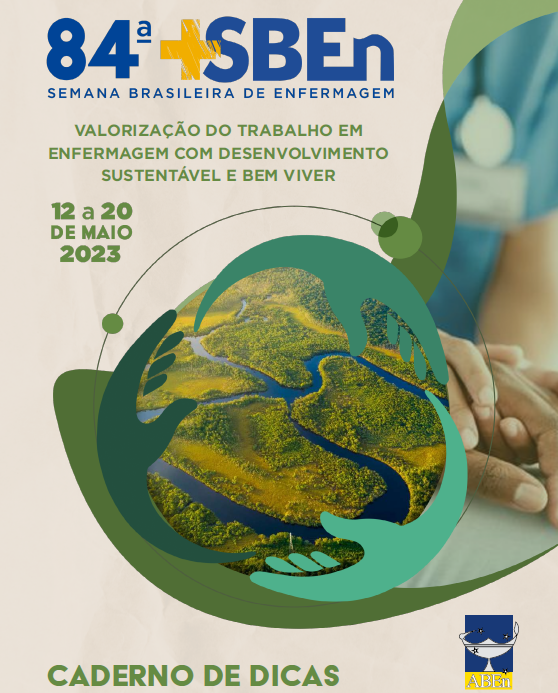 84ª +SBEn
SEMANA BRASILEIRA DE ENFERMAGEM
VALORIZAÇÃO DO TRABALHO EM
ENFERMAGEM COM DESENVOLVIMENTO
SUSTENTÁVEL E BEM VIVER
12 a 20
DE MAIO
2023
CADERNO DE DICAS
ABEn